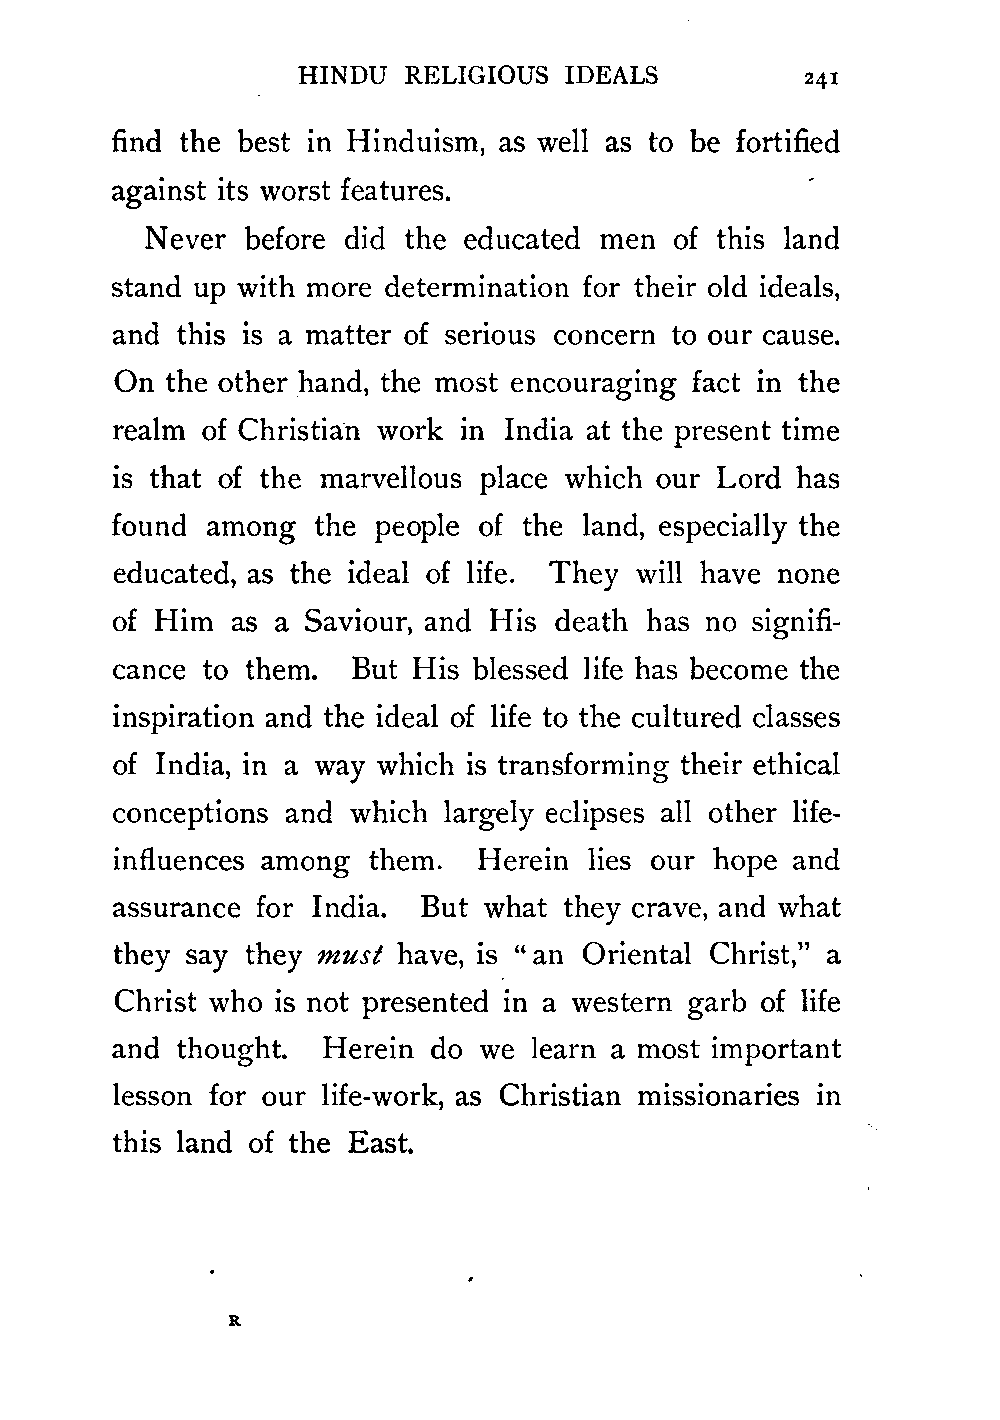 HINDU RELIGIOUS IDEALS 241
find the best in Hinduism, as well as to be fortified
against its worst features.
Never before did the educated men of this land
stand up with more determination for their old ideals,
and this is a matter of serious concern to our cause.
On the other hand, the most encouraging fact in the
realm of Christian work in India at the present time
is that of the marvellous place which our Lord has
found among the people of the land, especially the
educated, as the ideal of life. They will have none
of Him as a Saviour, and His death has no signifi-
cance to them. But His blessed life has become the
inspiration and the ideal of life to the cultured classes
of India, in a way which is transforming their ethical
conceptions and which largely eclipses all other life-
influences among them. Herein lies our hope and
assurance for India. But what they crave, and what
they say they must have, is "an Oriental Christ," a
Christ who is not presented in a western garb of life
and thought. Herein do we learn a most important
lesson for our life-work, as Christian missionaries in
this land of the East.
R